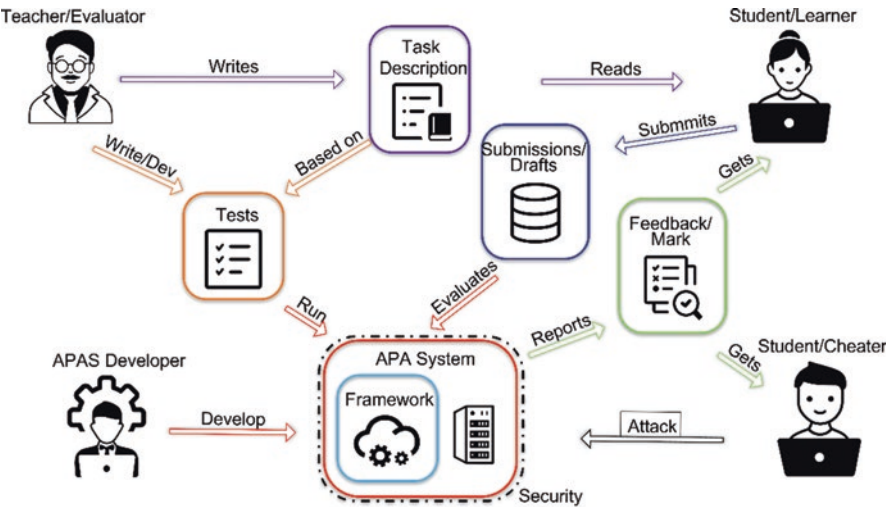 Teacher/Evaluator
Student/Learner
Task
Description
Writes
Reads
Submmits
Write/Dev
Based on
Submissions/
Drafts
Gets
Tests
Feedback/
Mark
Run
Evaluates
Reports
APAS Developer
APA System
Gets
Student/Cheater
Framework
Develop
Attack
Security